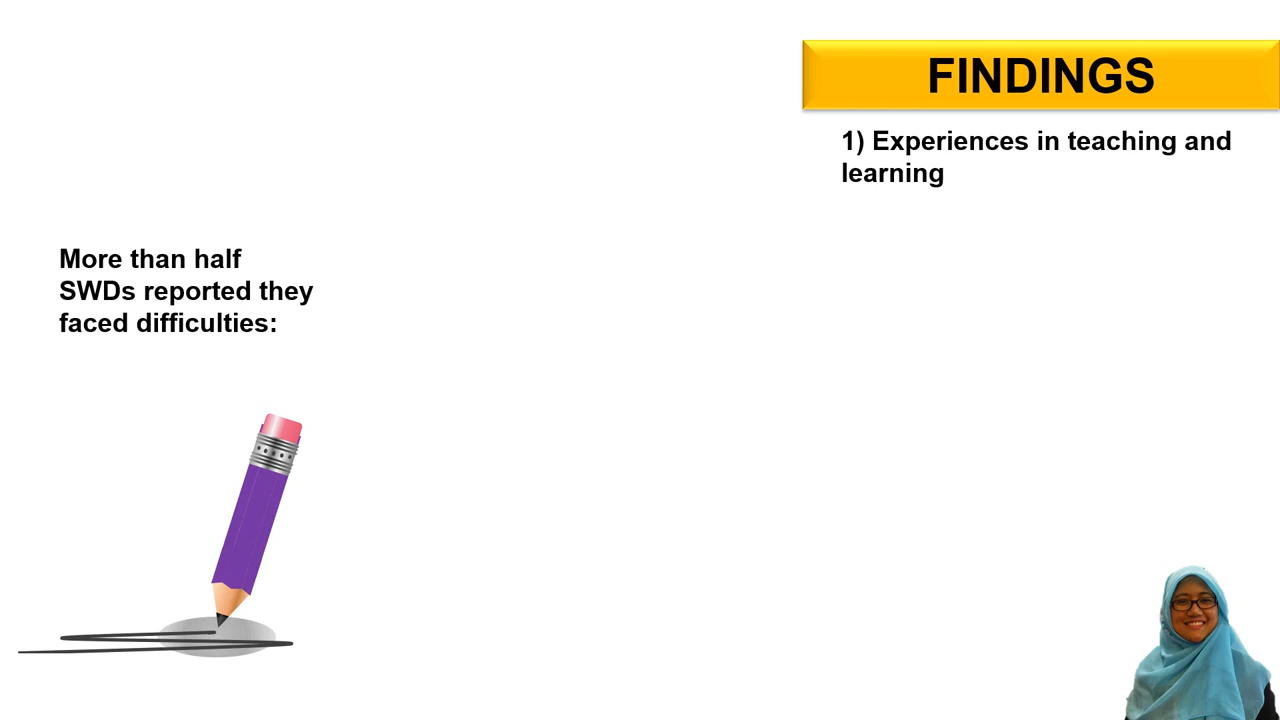 FINDINGS
1) Experiences in teaching and
learning
More than half
SWDs reported they
faced difficulties: